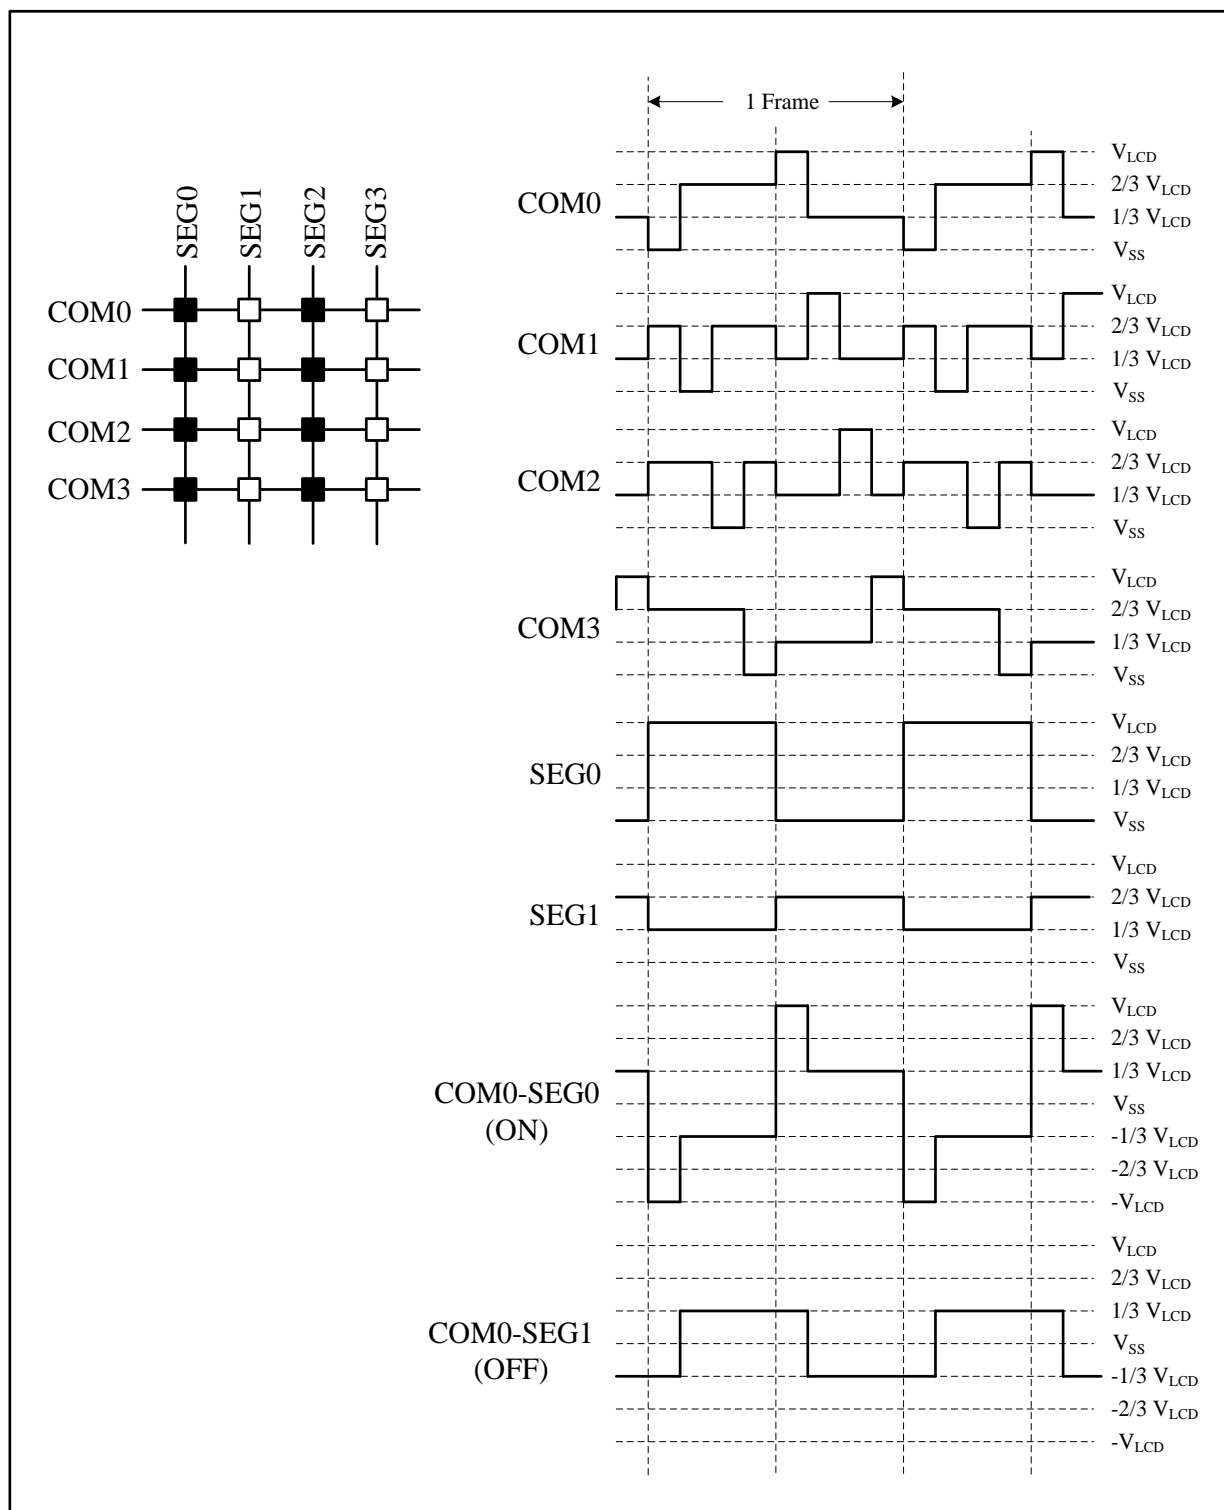 1 Frame
SEG0
SEG1
SEG2
SEG3
COM0
COM1
COM2
COM3
COM0
VLCD
2/3 VLCD
1/3 VLCD
VSS
COM1
VLCD
2/3 VLCD
1/3 VLCD
VSS
COM2
VLCD
2/3 VLCD
1/3 VLCD
VSS
COM3
VLCD
2/3 VLCD
1/3 VLCD
VSS
SEG0
VLCD
2/3 VLCD
1/3 VLCD
VSS
SEG1
VLCD
2/3 VLCD
1/3 VLCD
VSS
COM0-SEG0
(ON)
VLCD
2/3 VLCD
1/3 VLCD
VSS
-1/3 VLCD
-2/3 VLCD
-VLCD
COM0-SEG1
(OFF)
VLCD
2/3 VLCD
1/3 VLCD
VSS
-1/3 VLCD
-2/3 VLCD
-VLCD